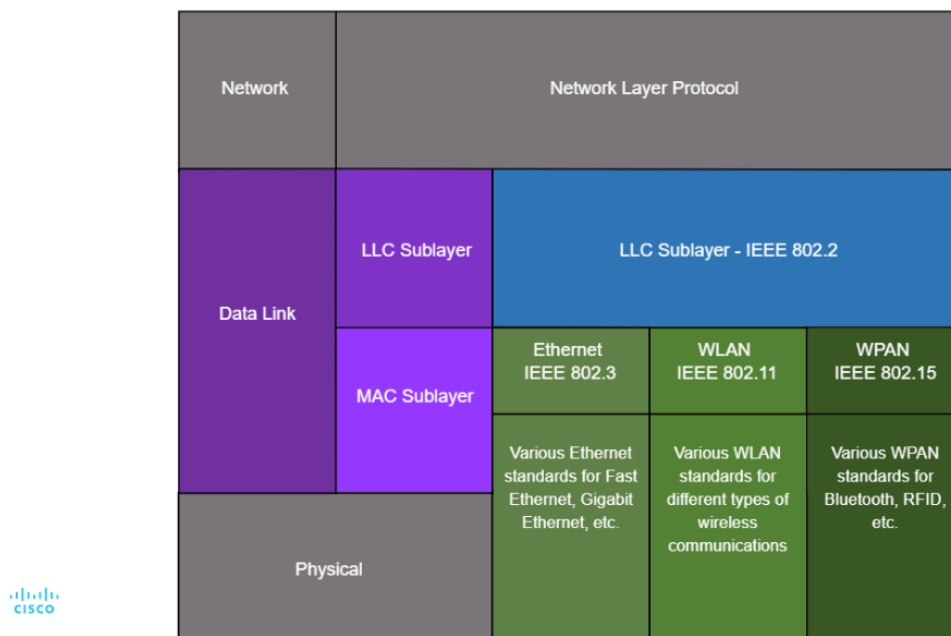 Network
Network Layer Protocol
Data Link
LLC Sublayer
LLC Sublayer - IEEE 802.2
MAC Sublayer
Ethernet
IEEE 802.3
WLAN
IEEE 802.11
WPAN
IEEE 802.15
Various Ethernet
standards for Fast
Ethernet, Gigabit
Ethernet, etc.
Various WLAN
standards for
different types of
wireless
communications
Various WPAN
standards for
Bluetooth, RFID,
etc.
Physical
CISCO